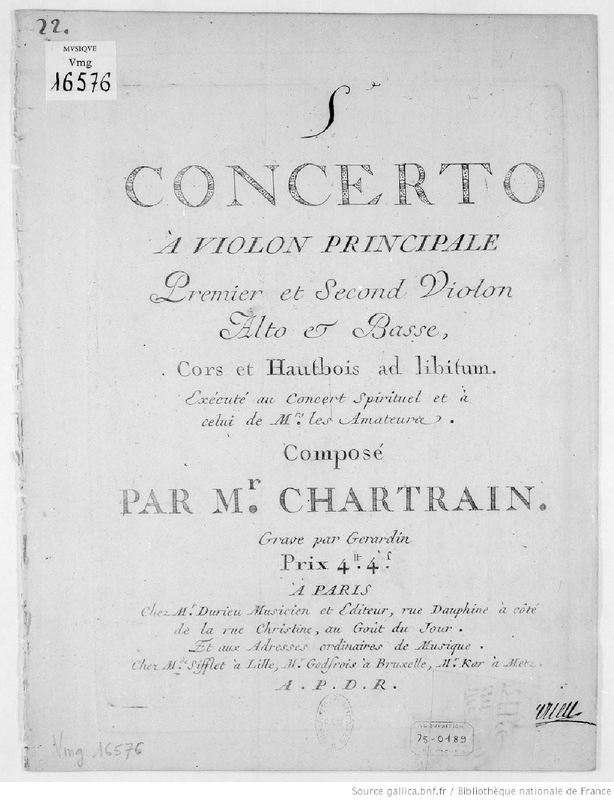 22.
MVSIQVE
Vmg
16576
CONCERTO
À VIOLON PRINCIPALE
Premier et Second Violon
Alto & Basse,
Cors et Hautbois ad libitum.
Exécuté au Concert Spirituel et à
celui de Mrs. les Amateurs.
Composé
PAR Mr. CHARTRAIN.
Gravé par Gerardin
Prix 4tt. 4s.
À PARIS
Chez Mr. Durieu Musicien et Editeur, rue Dauphine à côté
de la rue Christine, au Goût du Jour.
Et aux Adresses ordinaires de Musique.
Chez Mrs. Sifflet à Lille, Mr. Godfrois à Bruxelle, Mr. Kar à Metz.
A. P. D. R.
75-0189
Vmg. 16576
Source gallica.bnf.fr / Bibliothèque nationale de France